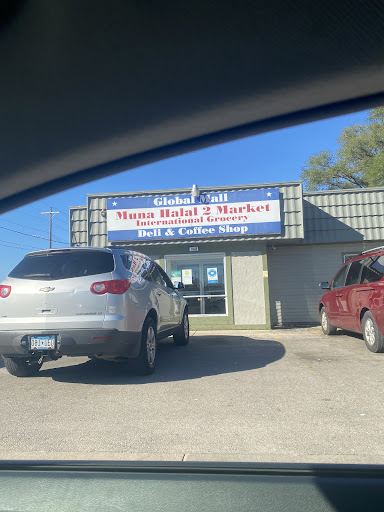 Global Mall
Muna Halal 2 Market
International Grocery
Deli & Coffee Shop